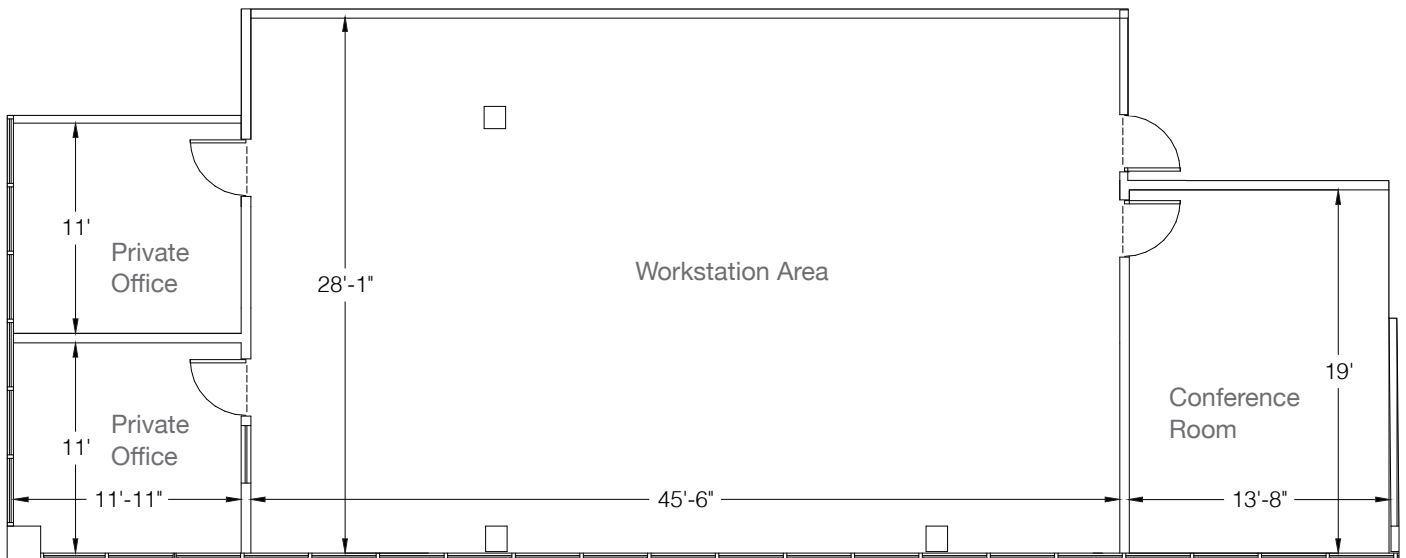 11'
Private
Office
28'-1"
Workstation Area
19'
Conference
Room
11'
Private
Office
11'-11"
45'-6"
13'-8"